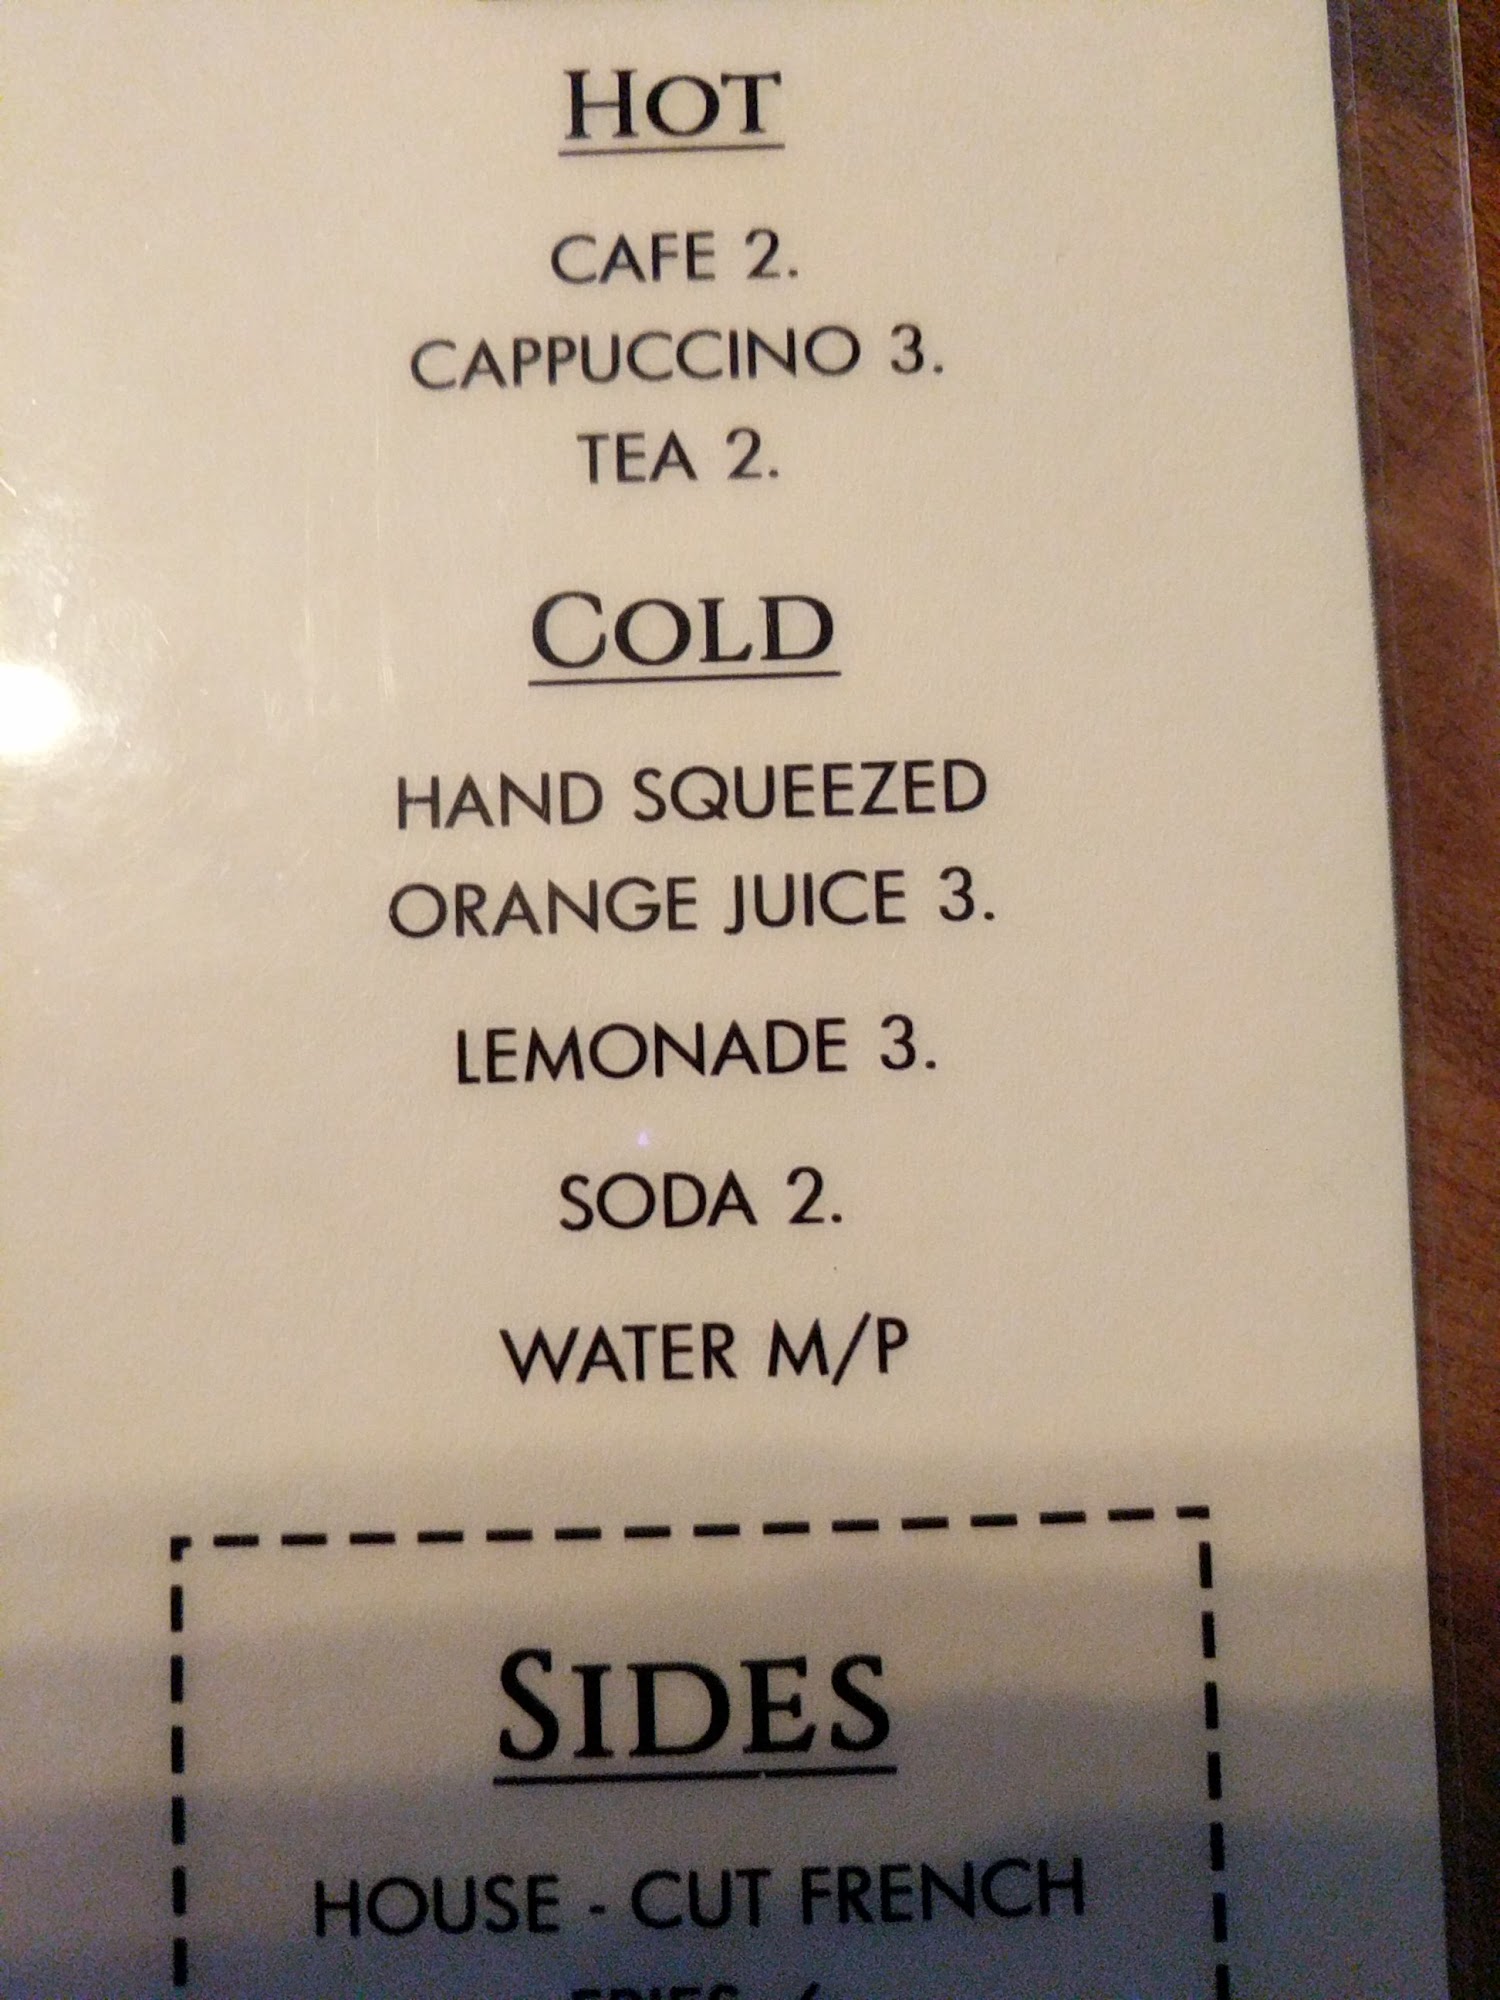 HOT
CAFE 2.
CAPPUCCINO 3.
TEA 2.
COLD
HAND SQUEEZED
ORANGE JUICE 3.
LEMONADE 3.
SODA 2.
WATER M/P
SIDES
HOUSE - CUT FRENCH
FRIES